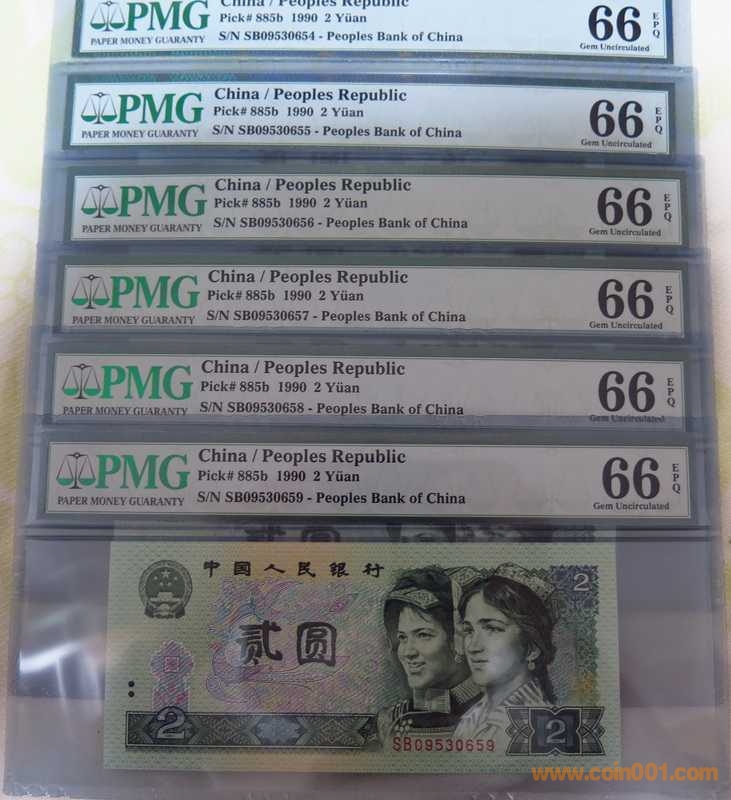 PMG
PAPER MONEY GUARANTY
China / Peoples Republic
Pick# 885b 1990 2 Yüan
S/N SB09530654 - Peoples Bank of China
66 EPQ
Gem Uncirculated
PMG
PAPER MONEY GUARANTY
China / Peoples Republic
Pick# 885b 1990 2 Yüan
S/N SB09530655 - Peoples Bank of China
66 EPQ
Gem Uncirculated
PMG
PAPER MONEY GUARANTY
China / Peoples Republic
Pick# 885b 1990 2 Yüan
S/N SB09530656 - Peoples Bank of China
66 EPQ
Gem Uncirculated
PMG
PAPER MONEY GUARANTY
China / Peoples Republic
Pick# 885b 1990 2 Yüan
S/N SB09530657 - Peoples Bank of China
66 EPQ
Gem Uncirculated
PMG
PAPER MONEY GUARANTY
China / Peoples Republic
Pick# 885b 1990 2 Yüan
S/N SB09530658 - Peoples Bank of China
66 EPQ
Gem Uncirculated
PMG
PAPER MONEY GUARANTY
China / Peoples Republic
Pick# 885b 1990 2 Yüan
S/N SB09530659 - Peoples Bank of China
66 EPQ
Gem Uncirculated
贰圆
中国人民银行
2
贰圆
2
SB09530659
2
www.coin001.com